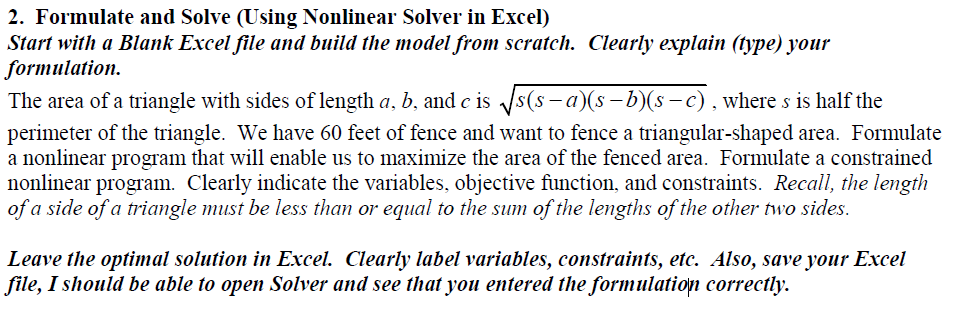 2. Formulate and Solve (Using Nonlinear Solver in Excel)
Start with a Blank Excel file and build the model from scratch. Clearly explain (type) your
formulation.
The area of a triangle with sides of length a, b, and c is √s(s−a)(s−b)(s−c) , where s is half the
perimeter of the triangle. We have 60 feet of fence and want to fence a triangular-shaped area. Formulate
a nonlinear program that will enable us to maximize the area of the fenced area. Formulate a constrained
nonlinear program. Clearly indicate the variables, objective function, and constraints. Recall, the length
of a side of a triangle must be less than or equal to the sum of the lengths of the other two sides.
Leave the optimal solution in Excel. Clearly label variables, constraints, etc. Also, save your Excel
file, I should be able to open Solver and see that you entered the formulation correctly.